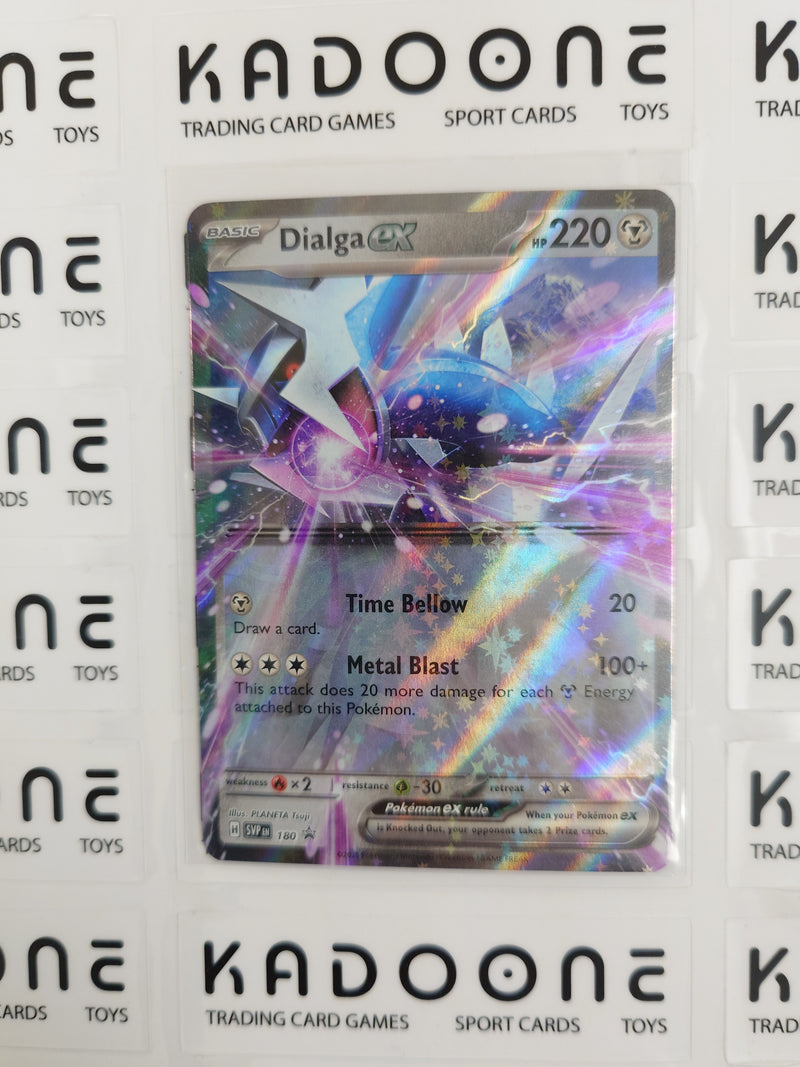 KADOONE
TRADING CARD GAMES SPORT CARDS TOYS
BASIC Dialga ex HP 220
Time Bellow 20
Draw a card.
Metal Blast 100+
This attack does 20 more damage for each Energy
attached to this Pokémon.
weakness ×2 resistance -30 retreat
Illus. PLANETA Tsuji
Pokémon ex rule When your Pokémon ex
is Knocked Out, your opponent takes 2 Prize cards.
H SVP EN 180
KADOONE
TRADING CARD GAMES SPORT CARDS TOYS